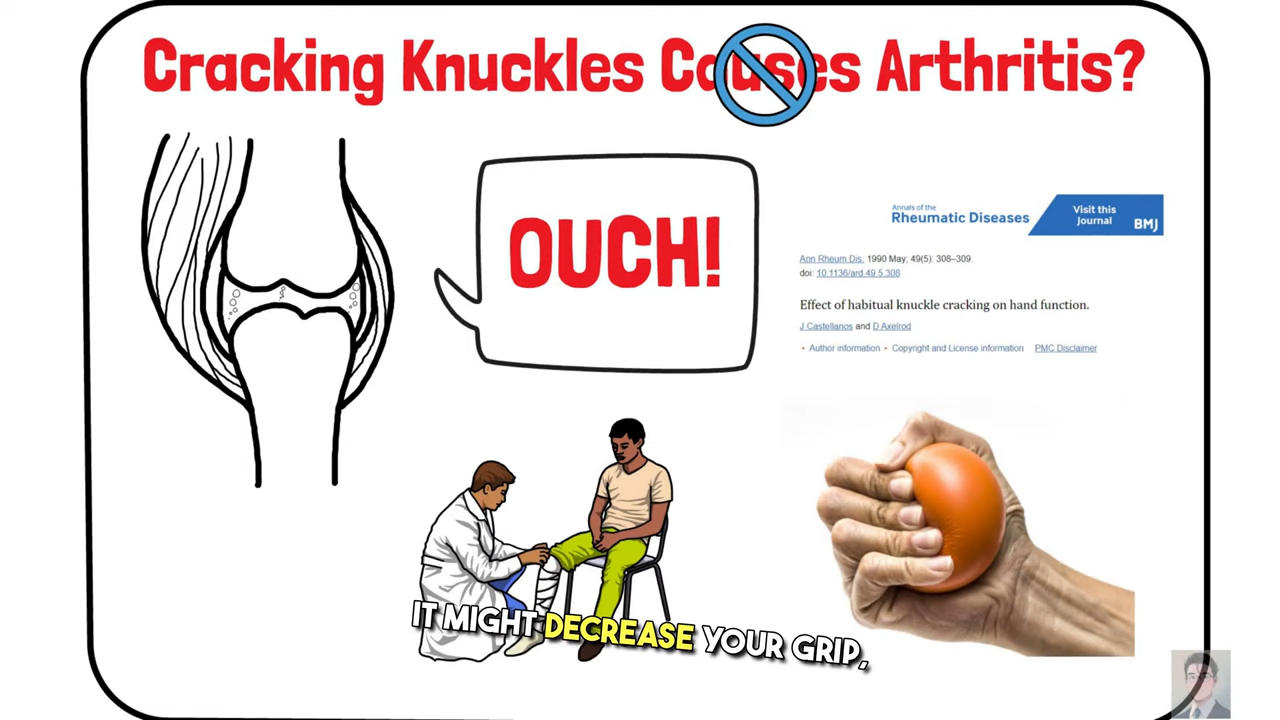 Cracking Knuckles Causes Arthritis?
OUCH!
Annals of the
Rheumatic Diseases
Visit this
Journal
BMJ
Ann Rheum Dis. 1990 May; 49(5): 308–309.
doi: 10.1136/ard.49.5.308
Effect of habitual knuckle cracking on hand function.
J Castellanos and D Axelrod
• Author information • Copyright and License information PMC Disclaimer
IT MIGHT DECREASE YOUR GRIP,